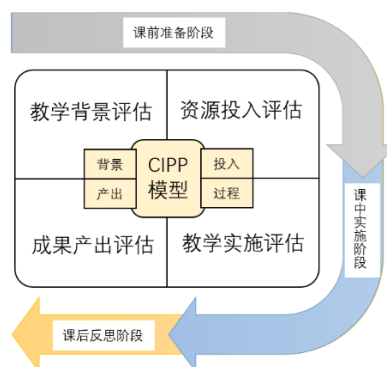 课前准备阶段
教学背景评估
资源投入评估
背景
CIPP
模型
投入
产出
过程
成果产出评估
教学实施评估
课中实施阶段
课后反思阶段